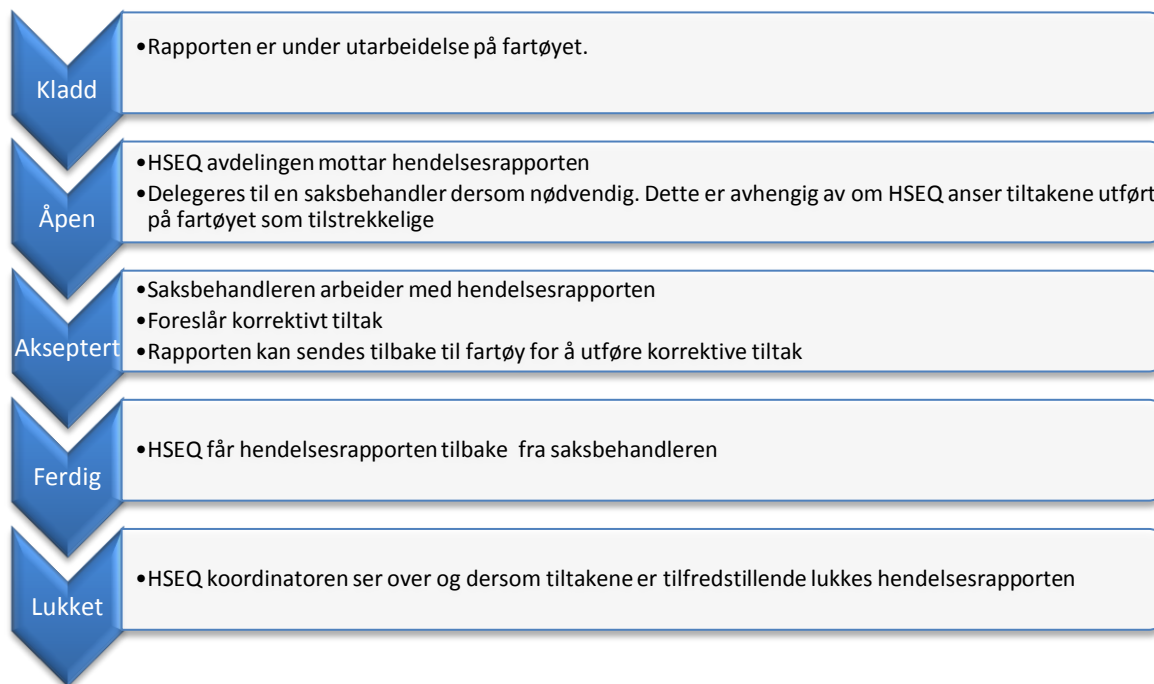 Kladd
•Rapporten er under utarbeidelse på fartøyet.
Åpen
•HSEQ avdelingen mottar hendelsesrapporten
•Delegeres til en saksbehandler dersom nødvendig. Dette er avhengig av om HSEQ anser tiltakene utført
på fartøyet som tilstrekkelige
Akseptert
•Saksbehandleren arbeider med hendelsesrapporten
•Foreslår korrektivt tiltak
•Rapporten kan sendes tilbake til fartøy for å utføre korrektive tiltak
Ferdig
•HSEQ får hendelsesrapporten tilbake fra saksbehandleren
Lukket
•HSEQ koordinatoren ser over og dersom tiltakene er tilfredstillende lukkes hendelsesrapporten